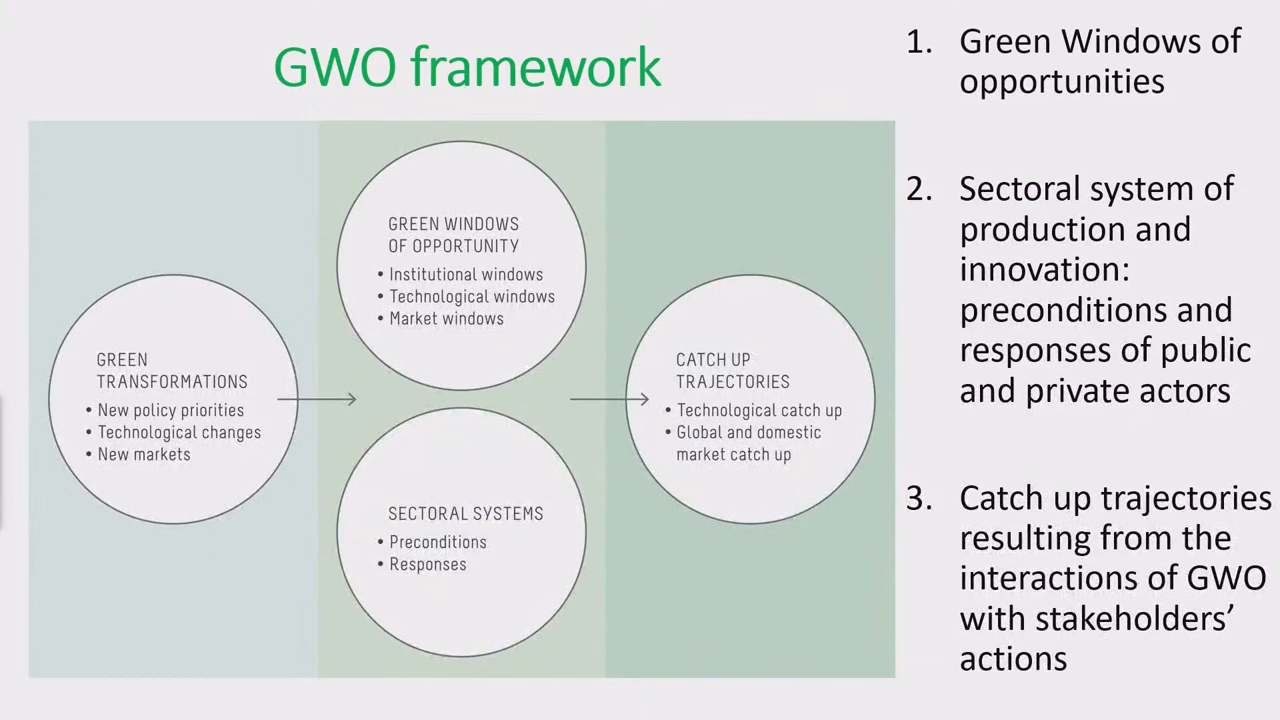 GWO framework
GREEN
TRANSFORMATIONS
• New policy priorities
• Technological changes
• New markets
GREEN WINDOWS
OF OPPORTUNITY
• Institutional windows
• Technological windows
• Market windows
SECTORAL SYSTEMS
• Preconditions
• Responses
CATCH UP
TRAJECTORIES
• Technological catch up
• Global and domestic
market catch up
1. Green Windows of
opportunities
2. Sectoral system of
production and
innovation:
preconditions and
responses of public
and private actors
3. Catch up trajectories
resulting from the
interactions of GWO
with stakeholders’
actions